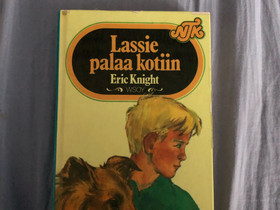 NTK
Lassie
palaa kotiin
Eric Knight
WSOY